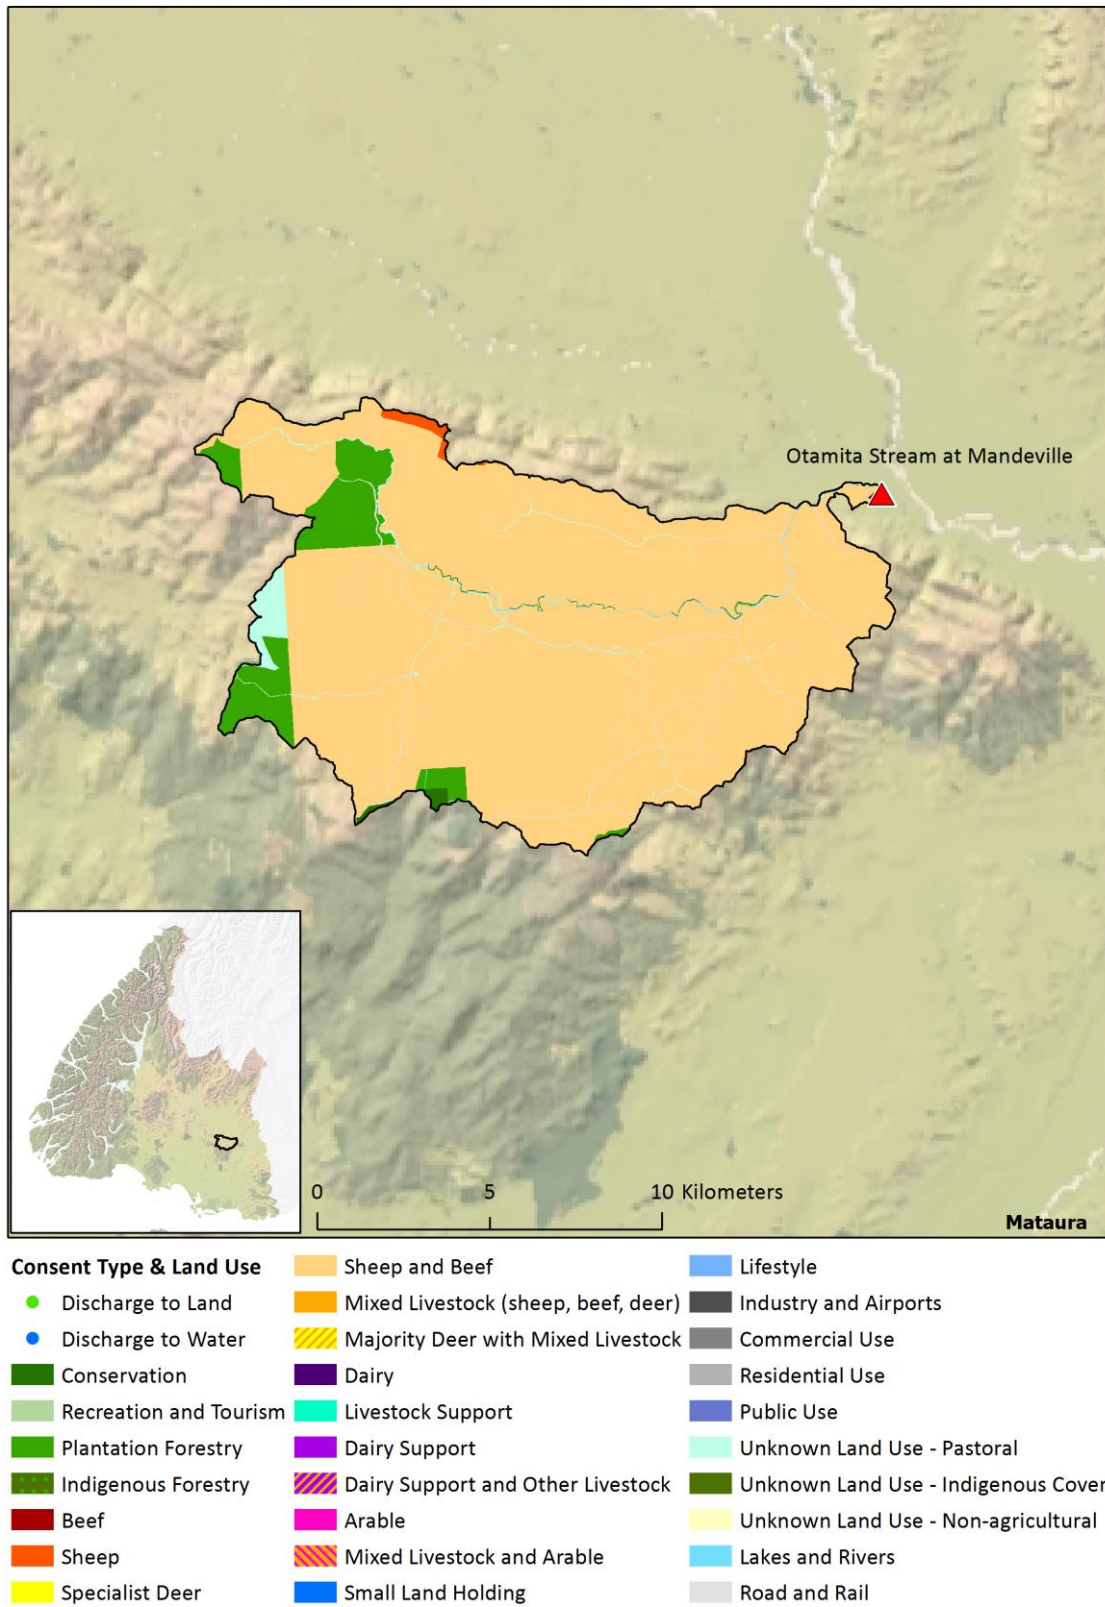 Otamita Stream at Mandeville
0 5 10 Kilometers
Mataura
Consent Type & Land Use
Discharge to Land
Discharge to Water
Conservation
Recreation and Tourism
Plantation Forestry
Indigenous Forestry
Beef
Sheep
Specialist Deer
Sheep and Beef
Mixed Livestock (sheep, beef, deer)
Majority Deer with Mixed Livestock
Dairy
Livestock Support
Dairy Support
Dairy Support and Other Livestock
Arable
Mixed Livestock and Arable
Small Land Holding
Lifestyle
Industry and Airports
Commercial Use
Residential Use
Public Use
Unknown Land Use - Pastoral
Unknown Land Use - Indigenous Cover
Unknown Land Use - Non-agricultural
Lakes and Rivers
Road and Rail